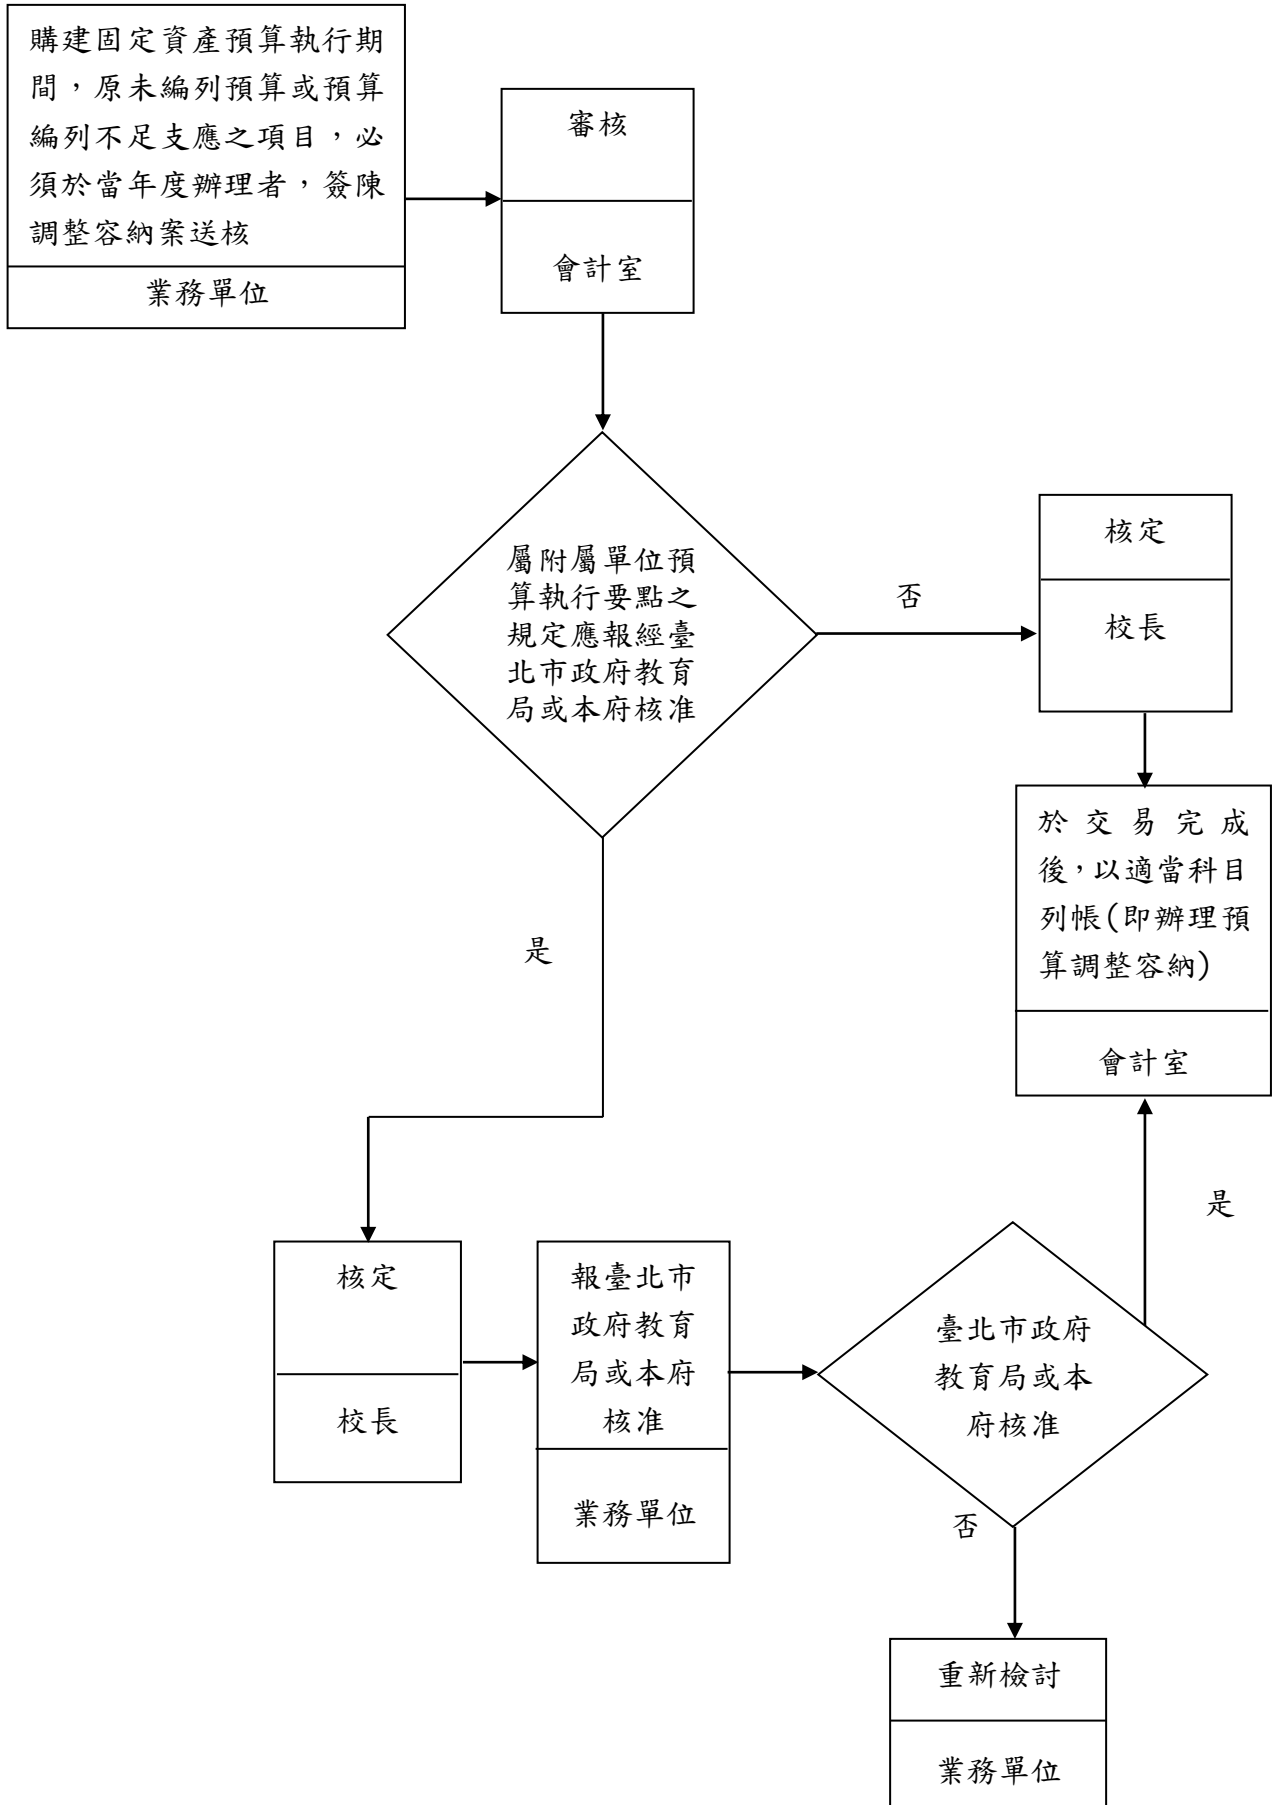 購建固定資產預算執行期
間，原未編列預算或預算
編列不足支應之項目，必
須於當年度辦理者，簽陳
調整容納案送核
業務單位
審核
會計室
屬附屬單位預
算執行要點之
規定應報經臺
北市政府教育
局或本府核准
否
核定
校長
於交易完成
後，以適當科目
列帳(即辦理預
算調整容納)
會計室
是
是
核定
校長
報臺北市
政府教育
局或本府
核准
業務單位
臺北市政府
教育局或本
府核准
否
重新檢討
業務單位